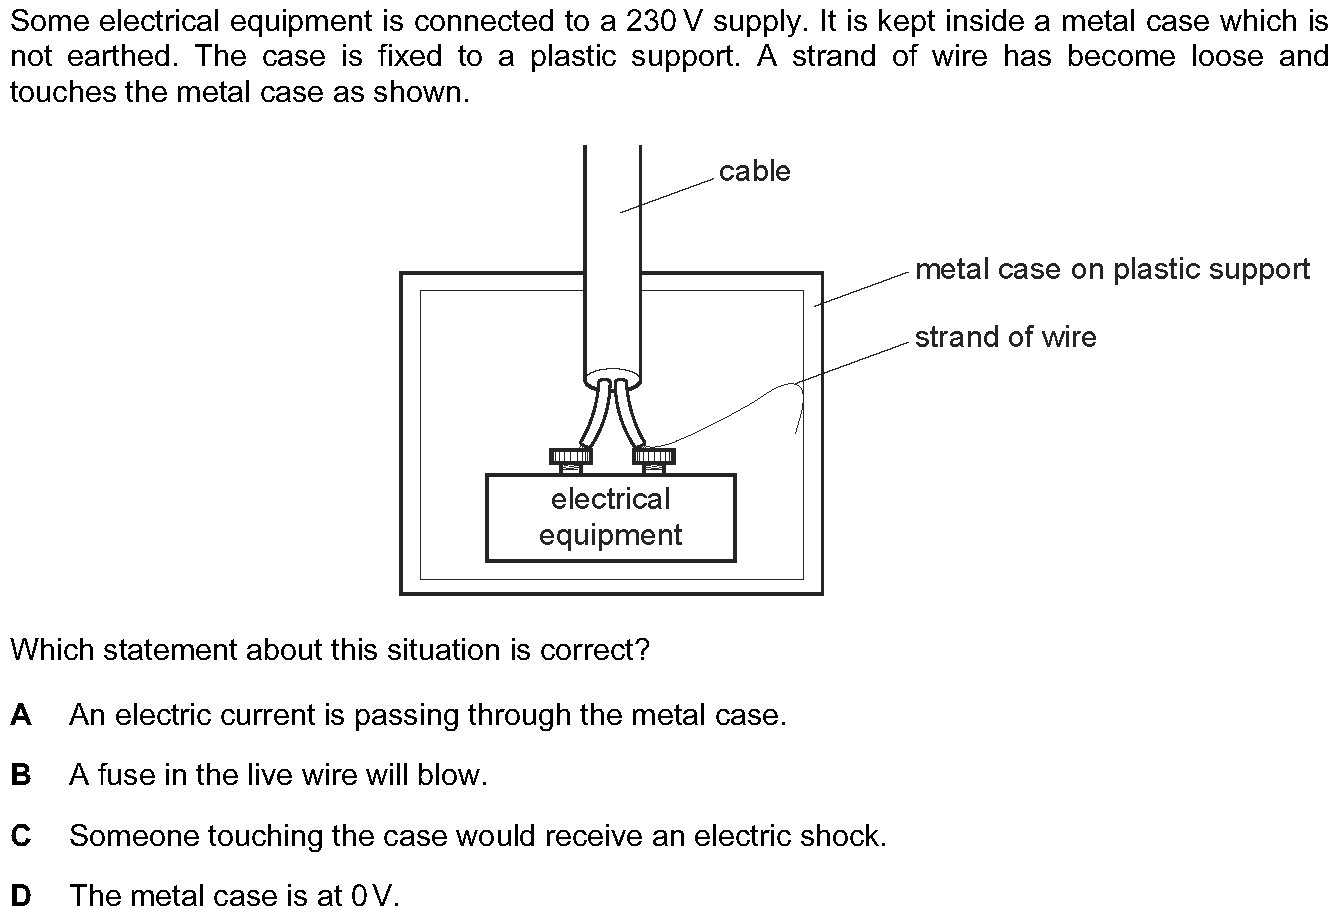 Some electrical equipment is connected to a 230 V supply. It is kept inside a metal case which is
not earthed. The case is fixed to a plastic support. A strand of wire has become loose and
touches the metal case as shown.
cable
metal case on plastic support
strand of wire
electrical
equipment
Which statement about this situation is correct?
A An electric current is passing through the metal case.
B A fuse in the live wire will blow.
C Someone touching the case would receive an electric shock.
D The metal case is at 0 V.